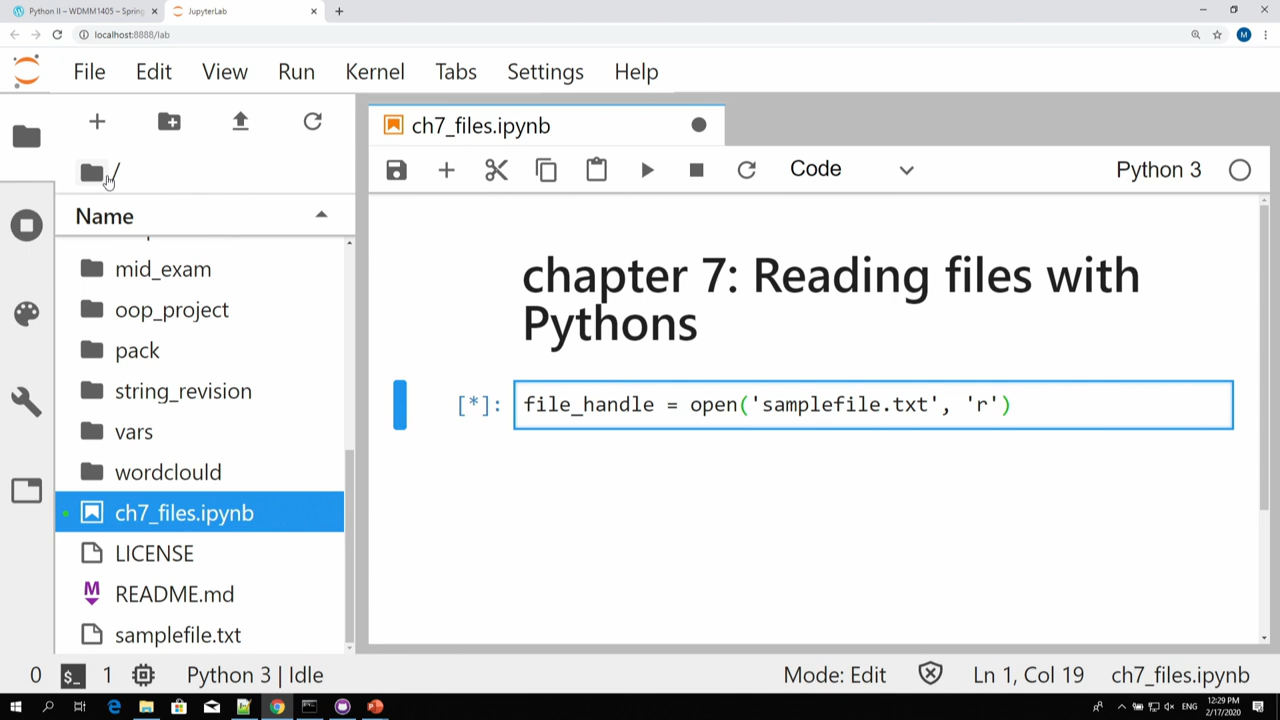 Python II – WDMM1405 – Spring
JupyterLab
localhost:8888/lab
M
File Edit View Run Kernel Tabs Settings Help
ch7_files.ipynb
/
Code
Python 3
Name
mid_exam
oop_project
pack
string_revision
vars
wordclould
ch7_files.ipynb
LICENSE
M README.md
samplefile.txt
chapter 7: Reading files with
Pythons
[*]: file_handle = open('samplefile.txt', 'r')
0 $_ 1 Python 3 | Idle Mode: Edit Ln 1, Col 19 ch7_files.ipynb
ENG
12:29 PM
2/17/2020